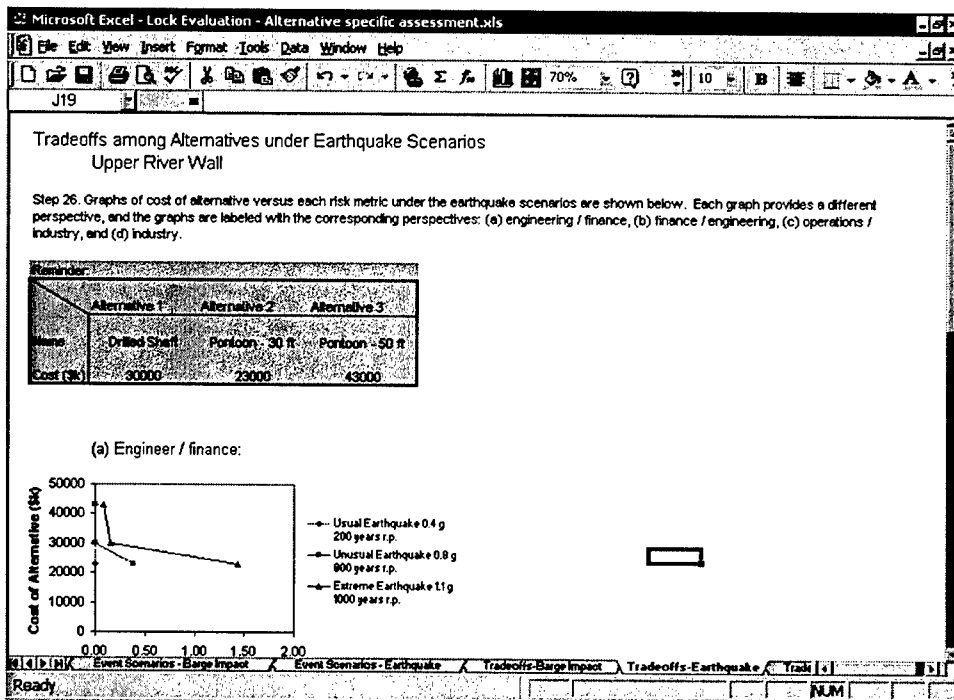 Microsoft Excel - Lock Evaluation - Alternative specific assessment.xls
File Edit View Insert Format Tools Data Window Help
70% 10 B A
J19 =
Tradeoffs among Alternatives under Earthquake Scenarios
Upper River Wall
Step 26. Graphs of cost of alternative versus each risk metric under the earthquake scenarios are shown below. Each graph provides a different
perspective, and the graphs are labeled with the corresponding perspectives: (a) engineering / finance, (b) finance / engineering, (c) operations /
industry, and (d) industry.
Reminder:
Alternative 1 Alternative 2 Alternative 3
Name Drilled Shaft Pontoon - 30 ft Pontoon - 50 ft
Cost ($k) 30000 23000 43000
(a) Engineer / finance:
Cost of Alternative ($k)
50000
40000
30000
20000
10000
0
0.00 0.50 1.00 1.50 2.00
Usual Earthquake 0.4 g
200 years r.p.
Unusual Earthquake 0.8 g
800 years r.p.
Extreme Earthquake 1.1 g
1000 years r.p.
Event Scenarios - Barge Impact Event Scenarios - Earthquake Tradeoffs-Barge Impact Tradeoffs-Earthquake Trade
Ready NUM